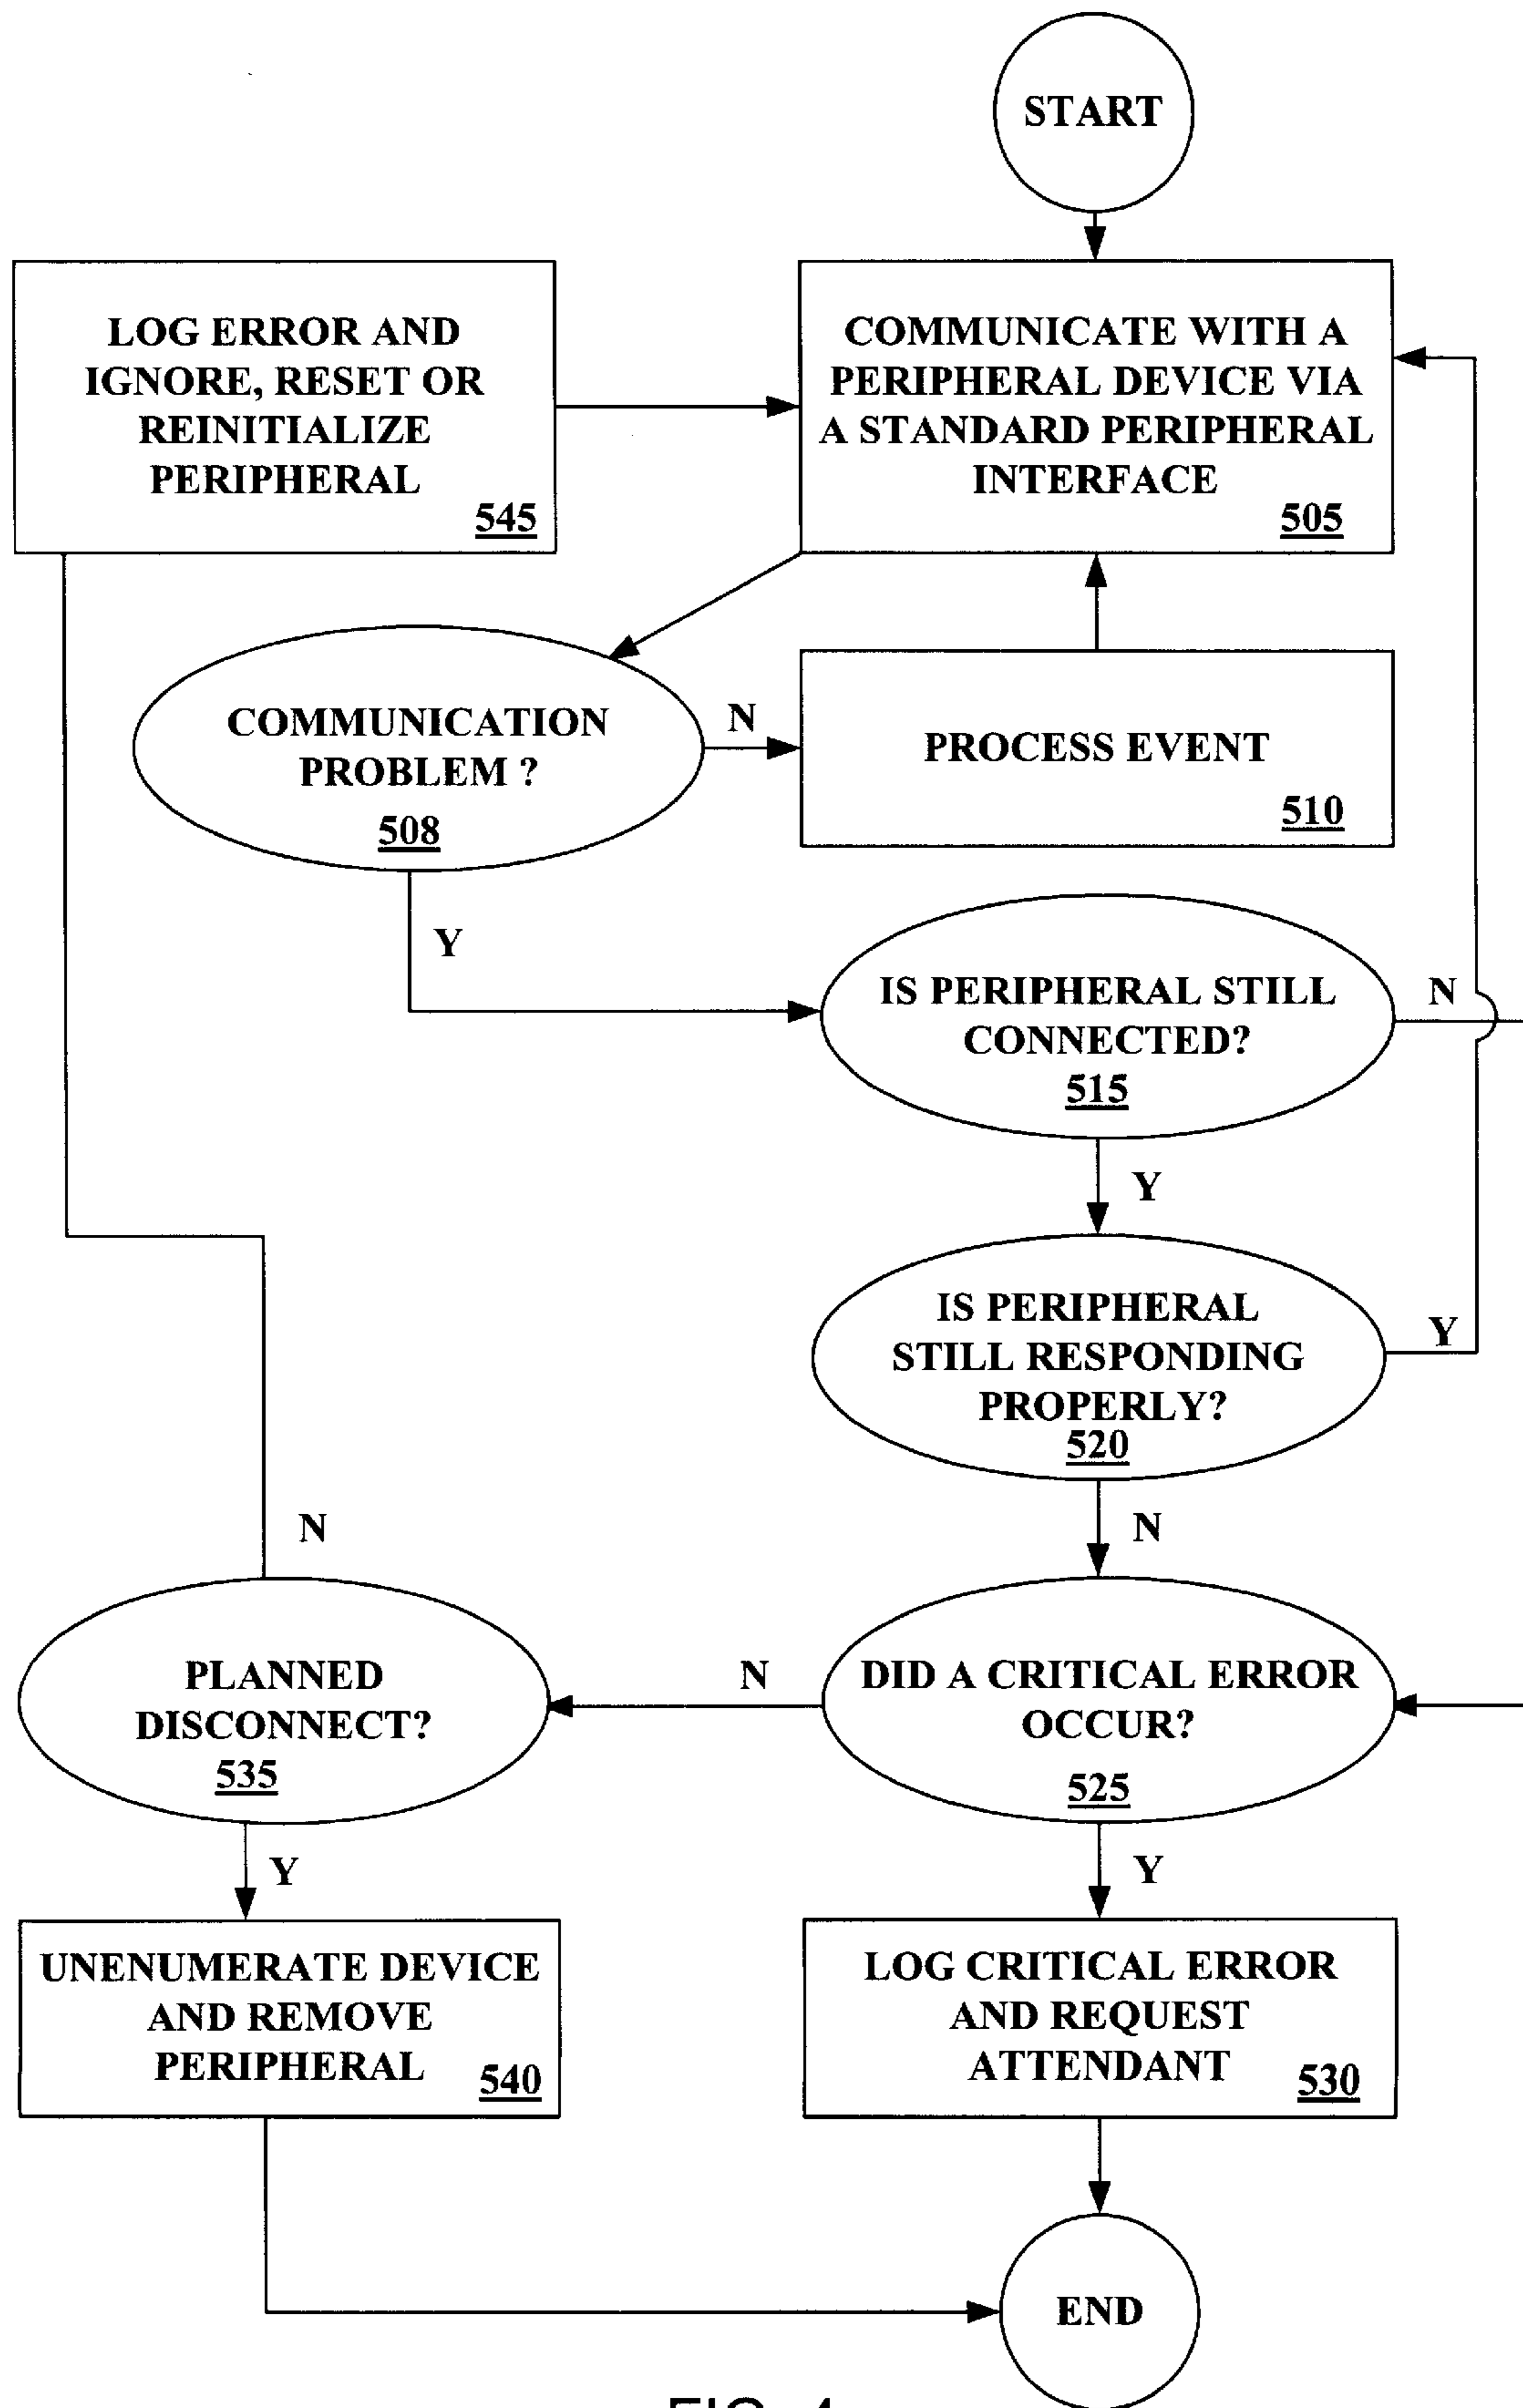 START
LOG ERROR AND
IGNORE, RESET OR
REINITIALIZE
PERIPHERAL
545
COMMUNICATE WITH A
PERIPHERAL DEVICE VIA
A STANDARD PERIPHERAL
INTERFACE
505
COMMUNICATION
PROBLEM ?
508
N
PROCESS EVENT
510
Y
IS PERIPHERAL STILL
CONNECTED?
515
N
Y
IS PERIPHERAL
STILL RESPONDING
PROPERLY?
520
Y
N
N
PLANNED
DISCONNECT?
535
N
DID A CRITICAL ERROR
OCCUR?
525
Y
Y
UNENUMERATE DEVICE
AND REMOVE
PERIPHERAL
540
LOG CRITICAL ERROR
AND REQUEST
ATTENDANT
530
END
FIG. 4